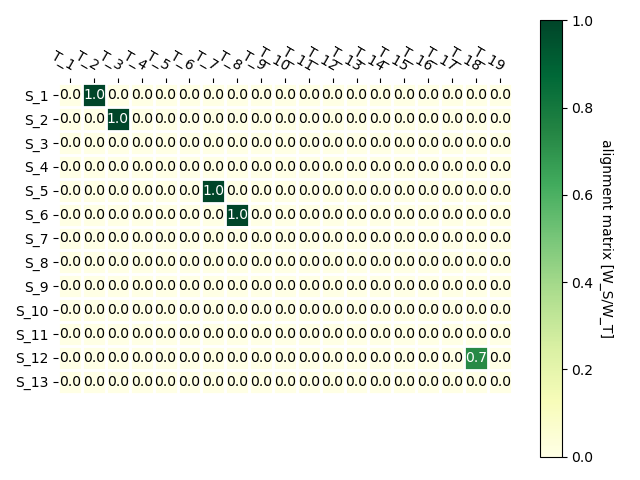 T_1 T_2 T_3 T_4 T_5 T_6 T_7 T_8 T_9 T_10 T_11 T_12 T_13 T_14 T_15 T_16 T_17 T_18 T_19
S_1 0.0 1.0 0.0 0.0 0.0 0.0 0.0 0.0 0.0 0.0 0.0 0.0 0.0 0.0 0.0 0.0 0.0 0.0 0.0
S_2 0.0 0.0 1.0 0.0 0.0 0.0 0.0 0.0 0.0 0.0 0.0 0.0 0.0 0.0 0.0 0.0 0.0 0.0 0.0
S_3 0.0 0.0 0.0 0.0 0.0 0.0 0.0 0.0 0.0 0.0 0.0 0.0 0.0 0.0 0.0 0.0 0.0 0.0 0.0
S_4 0.0 0.0 0.0 0.0 0.0 0.0 0.0 0.0 0.0 0.0 0.0 0.0 0.0 0.0 0.0 0.0 0.0 0.0 0.0
S_5 0.0 0.0 0.0 0.0 0.0 0.0 1.0 0.0 0.0 0.0 0.0 0.0 0.0 0.0 0.0 0.0 0.0 0.0 0.0
S_6 0.0 0.0 0.0 0.0 0.0 0.0 0.0 1.0 0.0 0.0 0.0 0.0 0.0 0.0 0.0 0.0 0.0 0.0 0.0
S_7 0.0 0.0 0.0 0.0 0.0 0.0 0.0 0.0 0.0 0.0 0.0 0.0 0.0 0.0 0.0 0.0 0.0 0.0 0.0
S_8 0.0 0.0 0.0 0.0 0.0 0.0 0.0 0.0 0.0 0.0 0.0 0.0 0.0 0.0 0.0 0.0 0.0 0.0 0.0
S_9 0.0 0.0 0.0 0.0 0.0 0.0 0.0 0.0 0.0 0.0 0.0 0.0 0.0 0.0 0.0 0.0 0.0 0.0 0.0
S_10 0.0 0.0 0.0 0.0 0.0 0.0 0.0 0.0 0.0 0.0 0.0 0.0 0.0 0.0 0.0 0.0 0.0 0.0 0.0
S_11 0.0 0.0 0.0 0.0 0.0 0.0 0.0 0.0 0.0 0.0 0.0 0.0 0.0 0.0 0.0 0.0 0.0 0.0 0.0
S_12 0.0 0.0 0.0 0.0 0.0 0.0 0.0 0.0 0.0 0.0 0.0 0.0 0.0 0.0 0.0 0.0 0.0 0.7 0.0
S_13 0.0 0.0 0.0 0.0 0.0 0.0 0.0 0.0 0.0 0.0 0.0 0.0 0.0 0.0 0.0 0.0 0.0 0.0 0.0
1.0
0.8
0.6
0.4
0.2
0.0
alignment matrix [W_S/W_T]